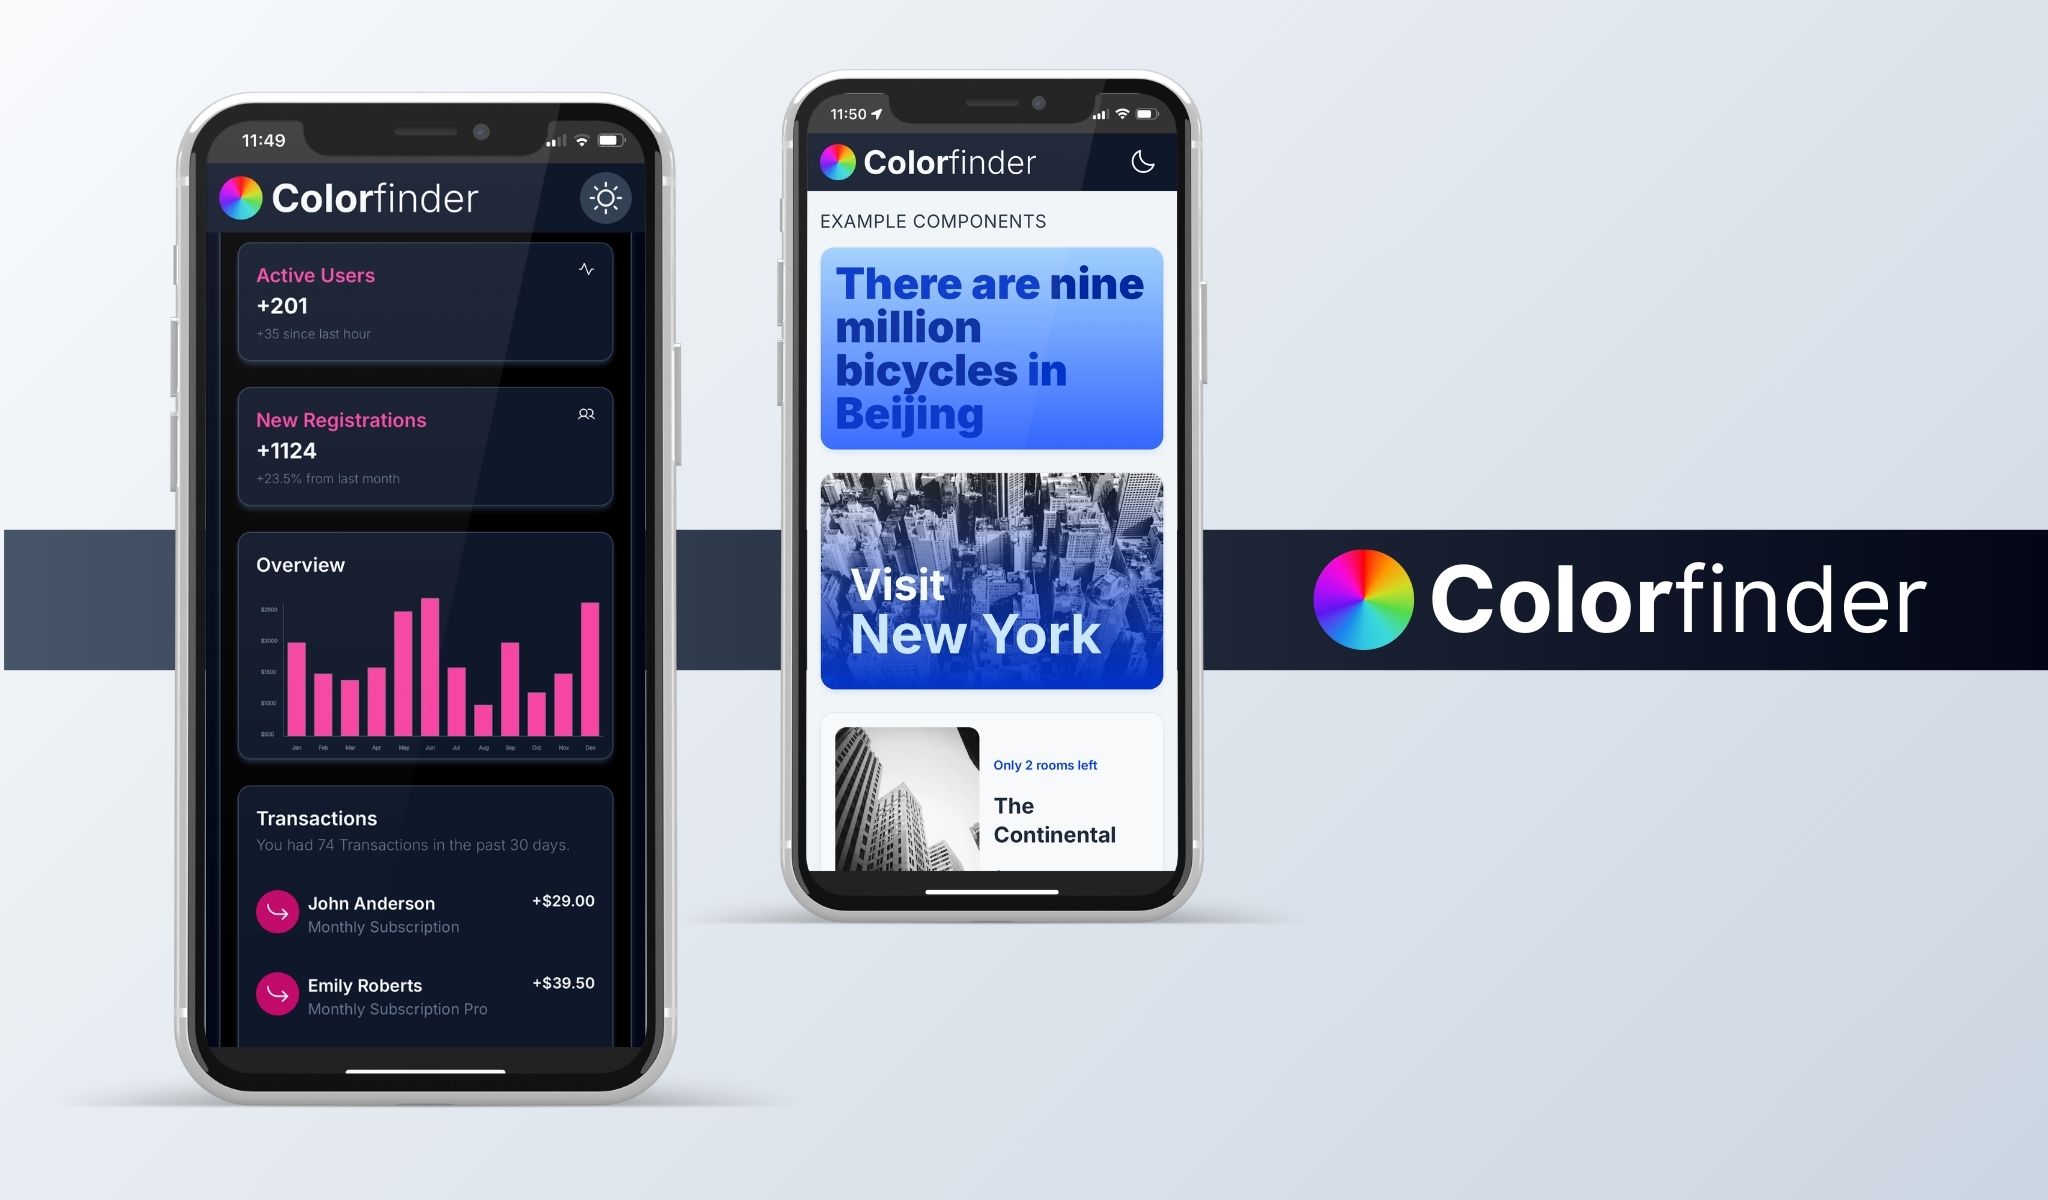 11:49
Colorfinder
Active Users
+201
+35 since last hour
New Registrations
+1124
+23.5% from last month
Overview
$2500
$2000
$1500
$1000
$500
Jan Feb Mar Apr May Jun Jul Aug Sep Oct Nov Dec
Transactions
You had 74 Transactions in the past 30 days.
John Anderson +$29.00
Monthly Subscription
Emily Roberts +$39.50
Monthly Subscription Pro
11:50
Colorfinder
EXAMPLE COMPONENTS
There are nine
million
bicycles in
Beijing
Visit
New York
Only 2 rooms left
The
Continental
Colorfinder